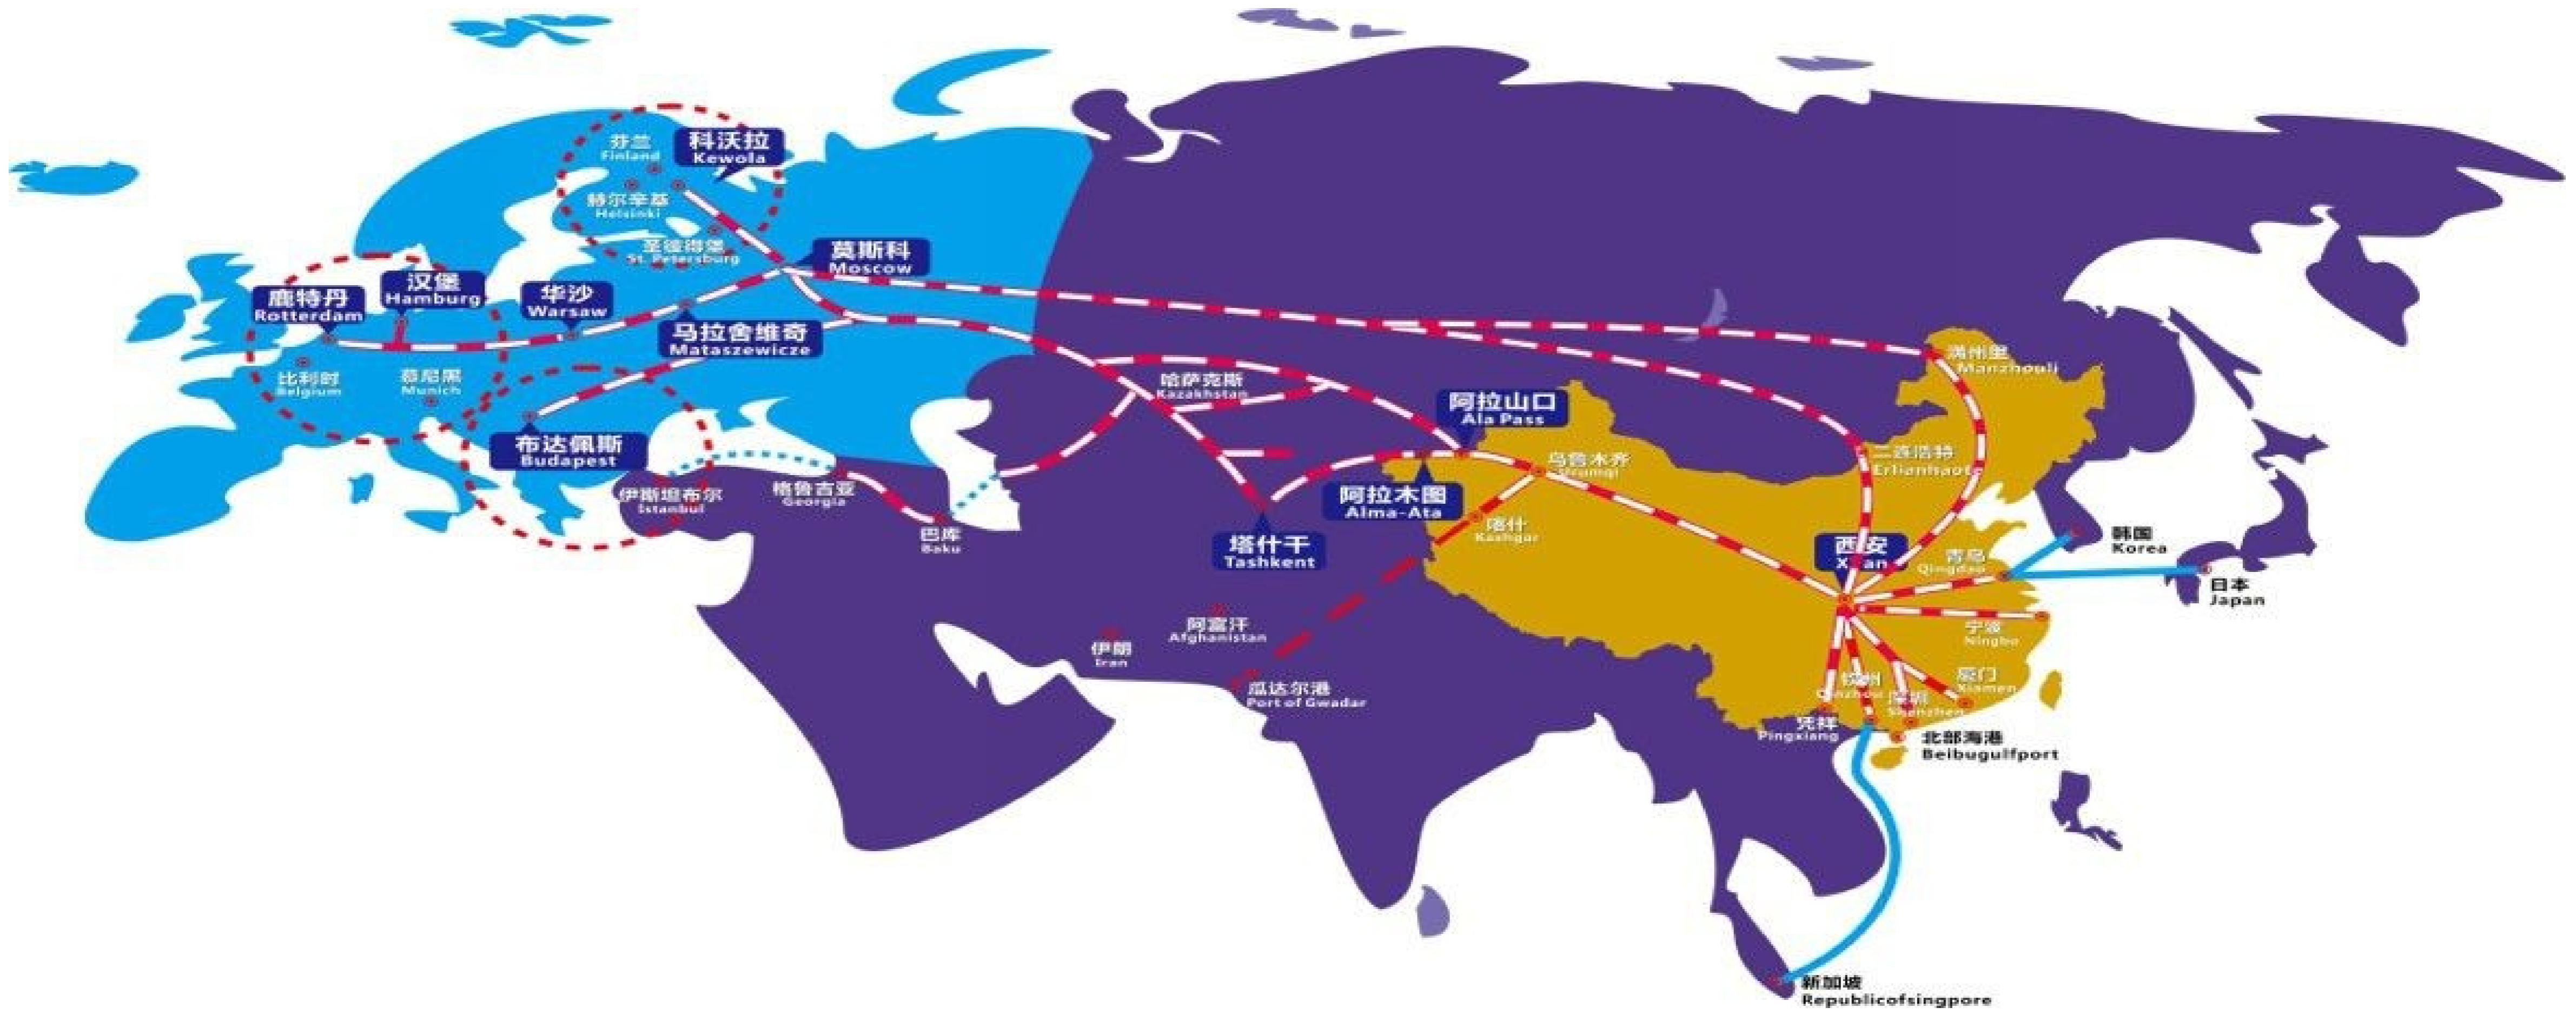 芬兰
Finland
科沃拉
Kewola
赫尔辛基
Helsinki
圣彼得堡
St. Petersburg
莫斯科
Moscow
鹿特丹
Rotterdam
汉堡
Hamburg
华沙
Warsaw
马拉舍维奇
Mataszewicze
比利时
Belgium
慕尼黑
Munich
布达佩斯
Budapest
伊斯坦布尔
Istanbul
格鲁吉亚
Georgia
巴库
Baku
哈萨克斯
Kazakhstan
阿拉山口
Ala Pass
乌鲁木齐
Urumqi
阿拉木图
Alma-Ata
喀什
Kashgar
塔什干
Tashkent
满州里
Manzhouli
二连浩特
Erlianhaote
西安
Xi'an
青岛
Qingdao
韩国
Korea
日本
Japan
宁波
Ningbo
伊朗
Iran
阿富汗
Afghanistan
瓜达尔港
Port of Gwadar
钦州
Qinzhou
深圳
Shenzhen
厦门
Xiamen
凭祥
Pingxiang
北部海港
Beibugulfport
新加坡
Republicofsingpore